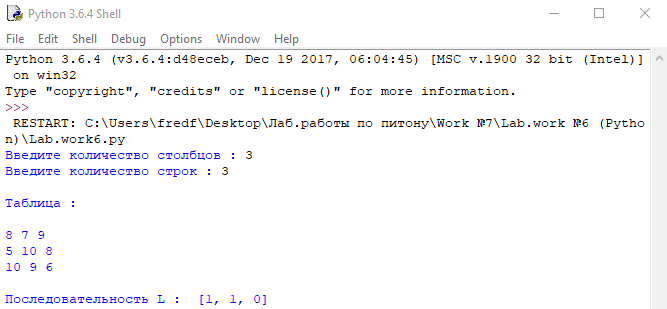 Python 3.6.4 Shell
File Edit Shell Debug Options Window Help
Python 3.6.4 (v3.6.4:d48eceb, Dec 19 2017, 06:04:45) [MSC v.1900 32 bit (Intel)]
on win32
Type "copyright", "credits" or "license()" for more information.
>>>
RESTART: C:\Users\fredf\Desktop\Лаб.работы по питону\Work №7\Lab.work №6 (Pytho
n)\Lab.work6.py
Введите количество столбцов : 3
Введите количество строк : 3
Таблица :
8 7 9
5 10 8
10 9 6
Последовательность L :  [1, 1, 0]